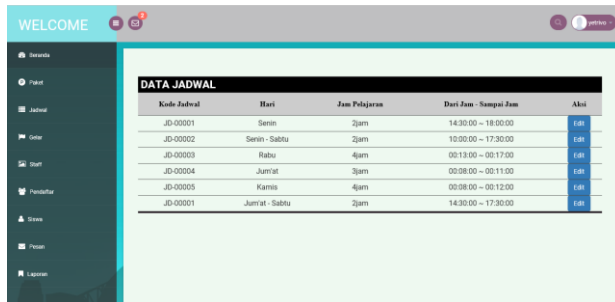 WELCOME
2
petrivo
Beranda
Paket
Jadwal
Gelar
Staff
Pendaftar
Siswa
Pesan
Laporan
DATA JADWAL
Kode Jadwal Hari Jam Pelajaran Dari Jam - Sampai Jam Aksi
JD-00001 Senin 2jam 14:30:00 ~ 18:00:00 Edit
JD-00002 Senin - Sabtu 2jam 10:00:00 ~ 17:30:00 Edit
JD-00003 Rabu 4jam 00:13:00 ~ 00:17:00 Edit
JD-00004 Jum'at 3jam 00:08:00 ~ 00:11:00 Edit
JD-00005 Kamis 4jam 00:08:00 ~ 00:12:00 Edit
JD-00001 Jum'at - Sabtu 2jam 14:30:00 ~ 17:30:00 Edit